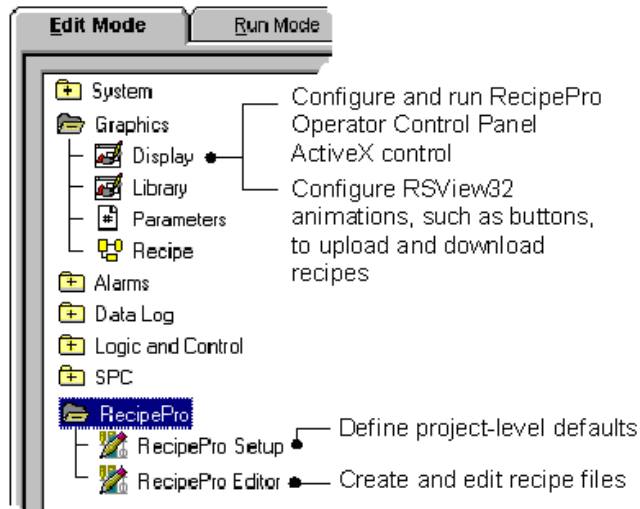 Edit Mode
Run Mode
System
Graphics
Display
Library
Parameters
Recipe
Alarms
Data Log
Logic and Control
SPC
RecipePro
RecipePro Setup
RecipePro Editor
Configure and run RecipePro
Operator Control Panel
ActiveX control
Configure RSView32
animations, such as buttons,
to upload and download
recipes
Define project-level defaults
Create and edit recipe files